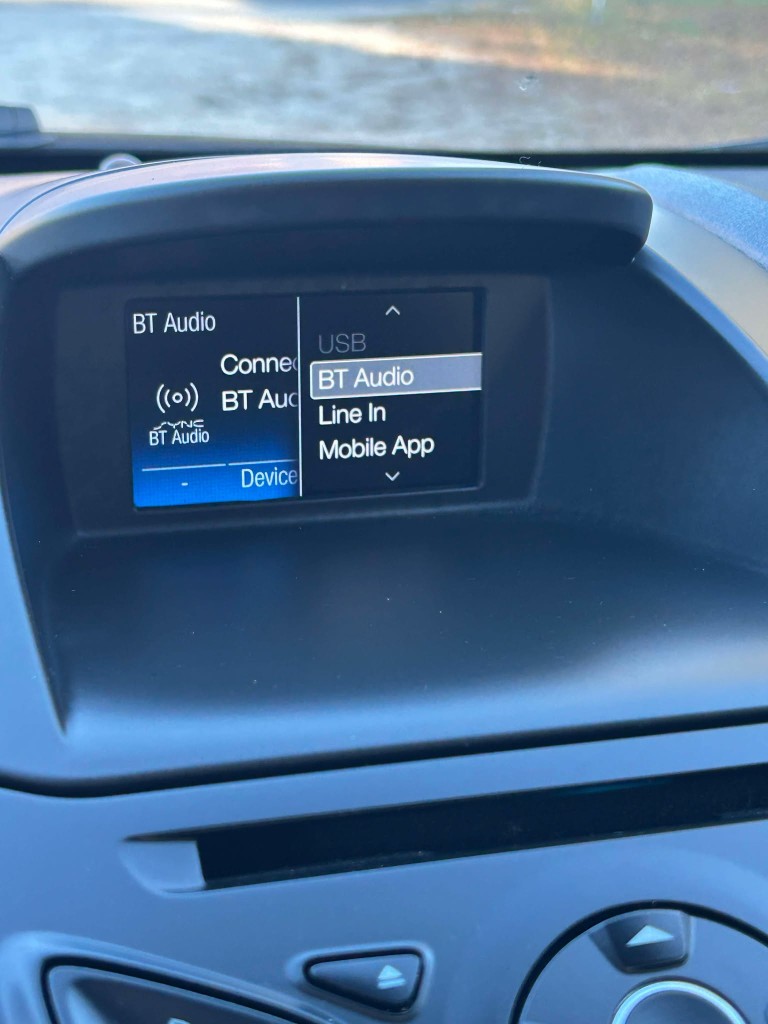 BT Audio
Connec
BT Auc
SYNC
BT Audio
-
Device
USB
BT Audio
Line In
Mobile App